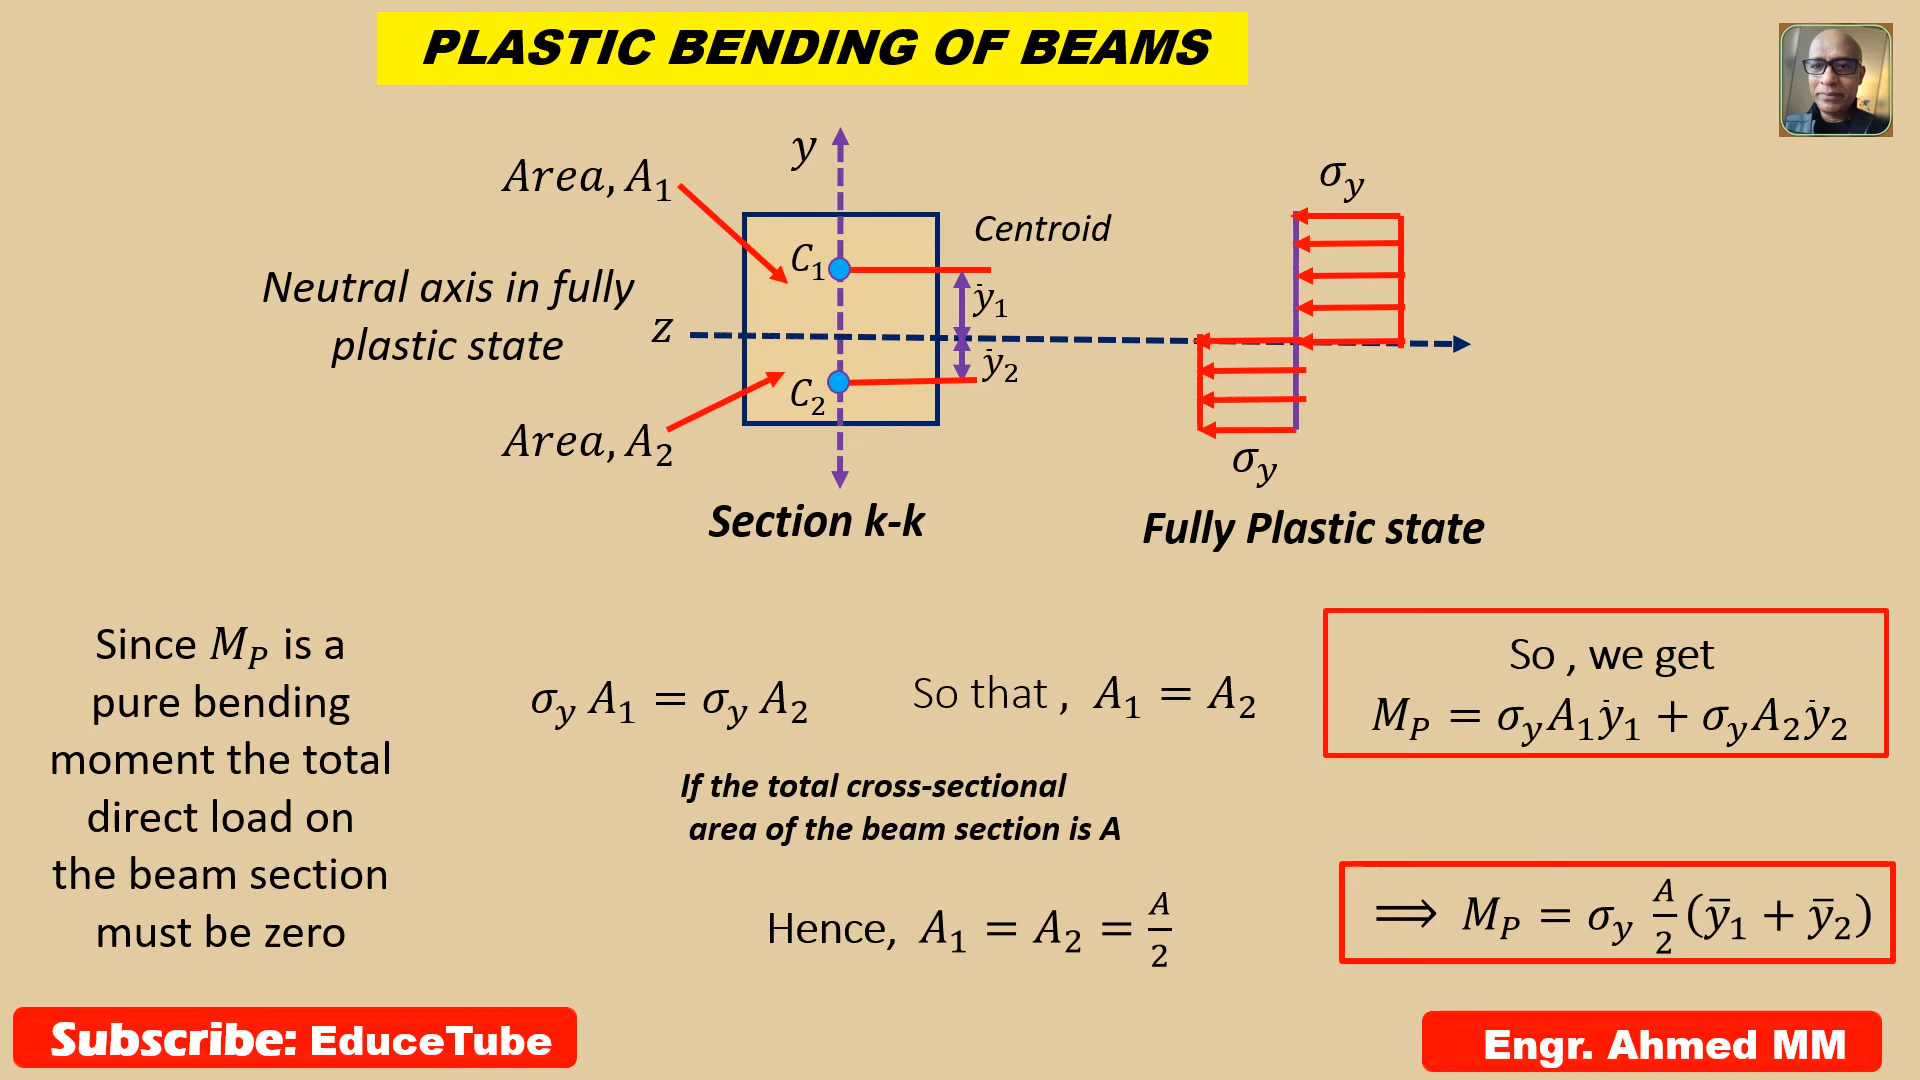 PLASTIC BENDING OF BEAMS
y
σ_y
Area, A₁
Centroid
C₁
Neutral axis in fully
plastic state
z
ẏ₁
ẏ₂
C₂
Area, A₂
σ_y
Section k-k
Fully Plastic state
Since M_P is a
pure bending
moment the total
direct load on
the beam section
must be zero
σ_y A₁ = σ_y A₂
So that , A₁ = A₂
If the total cross-sectional
area of the beam section is A
Hence, A₁ = A₂ = A/2
So , we get
M_P = σ_y A₁ẏ₁ + σ_y A₂ẏ₂
⟹ M_P = σ_y A/2 (ȳ₁ + ȳ₂)
Subscribe: EduceTube
Engr. Ahmed MM